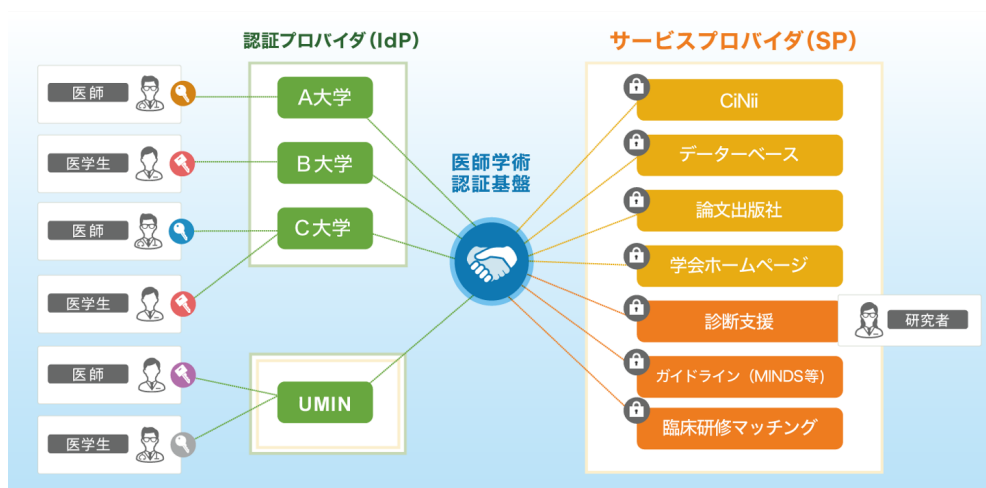 認証プロバイダ(IdP)
サービスプロバイダ(SP)
医師
医学生
医師
医学生
医師
医学生
A大学
B大学
C大学
UMIN
医師学術
認証基盤
CiNii
データーベース
論文出版社
学会ホームページ
診断支援
ガイドライン(MINDS等)
臨床研修マッチング
研究者